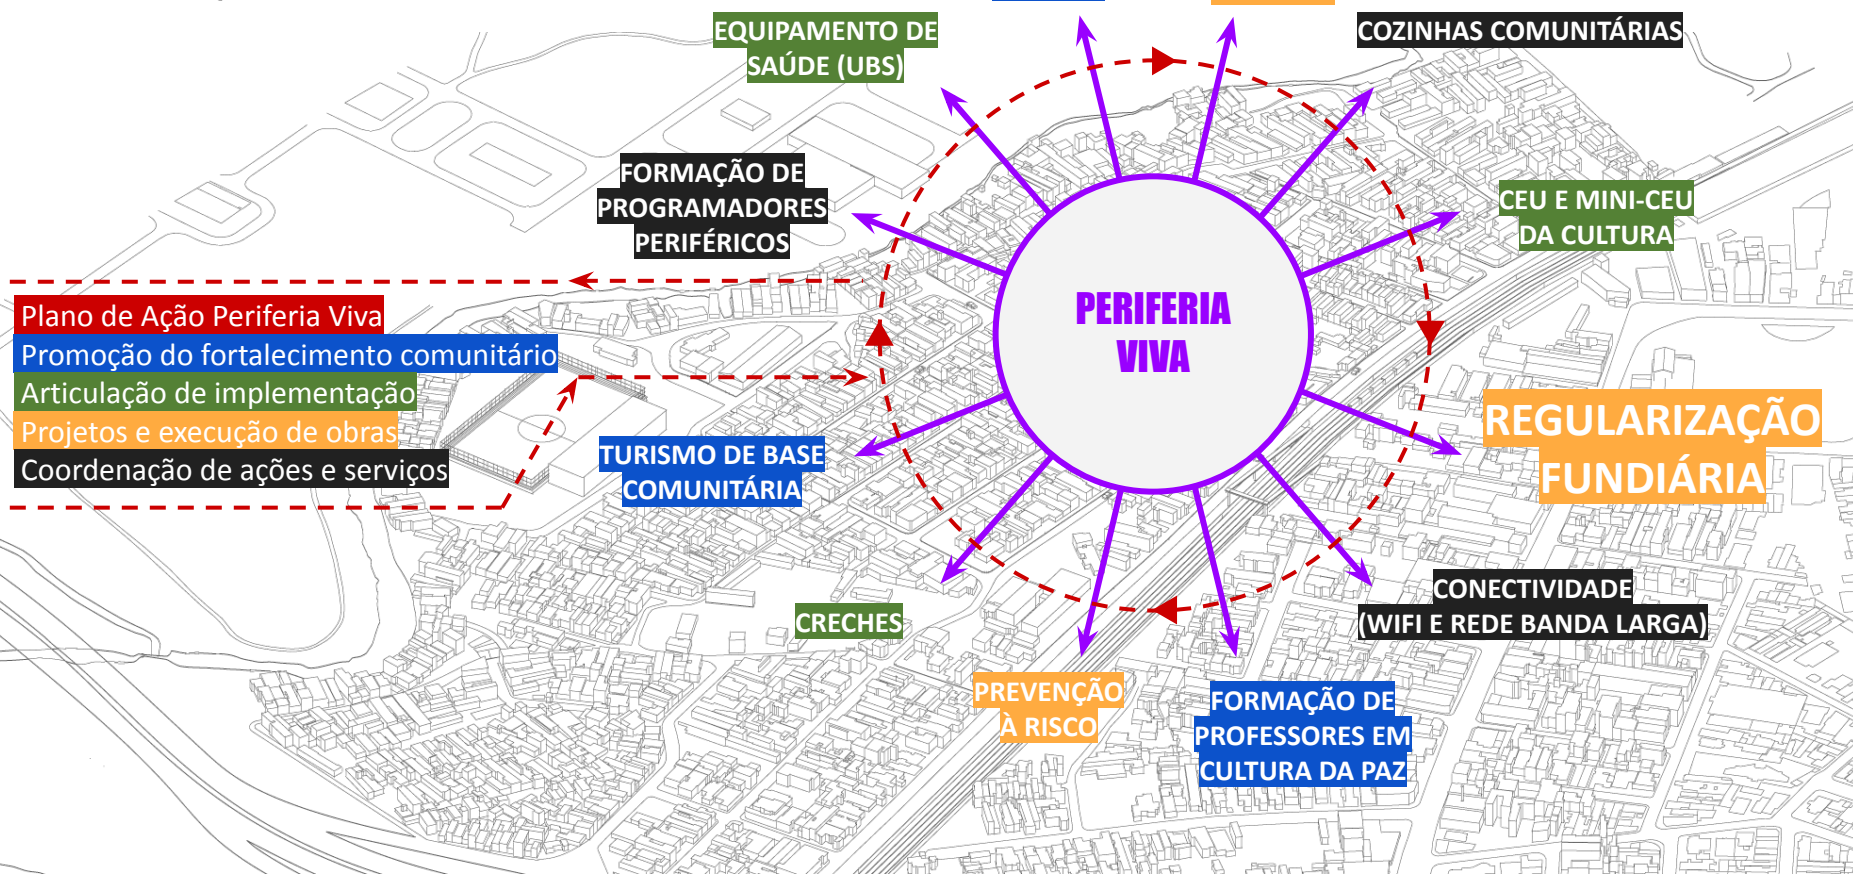 EQUIPAMENTO DE
SAÚDE (UBS)
COZINHAS COMUNITÁRIAS
FORMAÇÃO DE
PROGRAMADORES
PERIFÉRICOS
CEU E MINI-CEU
DA CULTURA
PERIFERIA
VIVA
Plano de Ação Periferia Viva
Promoção do fortalecimento comunitário
Articulação de implementação
Projetos e execução de obras
Coordenação de ações e serviços
REGULARIZAÇÃO
FUNDIÁRIA
TURISMO DE BASE
COMUNITÁRIA
CONECTIVIDADE
(WIFI E REDE BANDA LARGA)
CRECHES
PREVENÇÃO
À RISCO
FORMAÇÃO DE
PROFESSORES EM
CULTURA DA PAZ